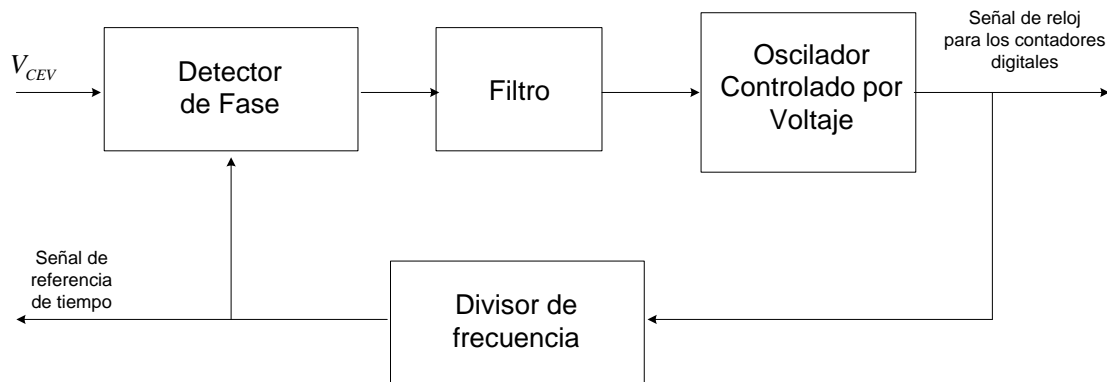 Señal de reloj
para los contadores
digitales
V_CEV
Detector
de Fase
Filtro
Oscilador
Controlado por
Voltaje
Señal de
referencia
de tiempo
Divisor de
frecuencia